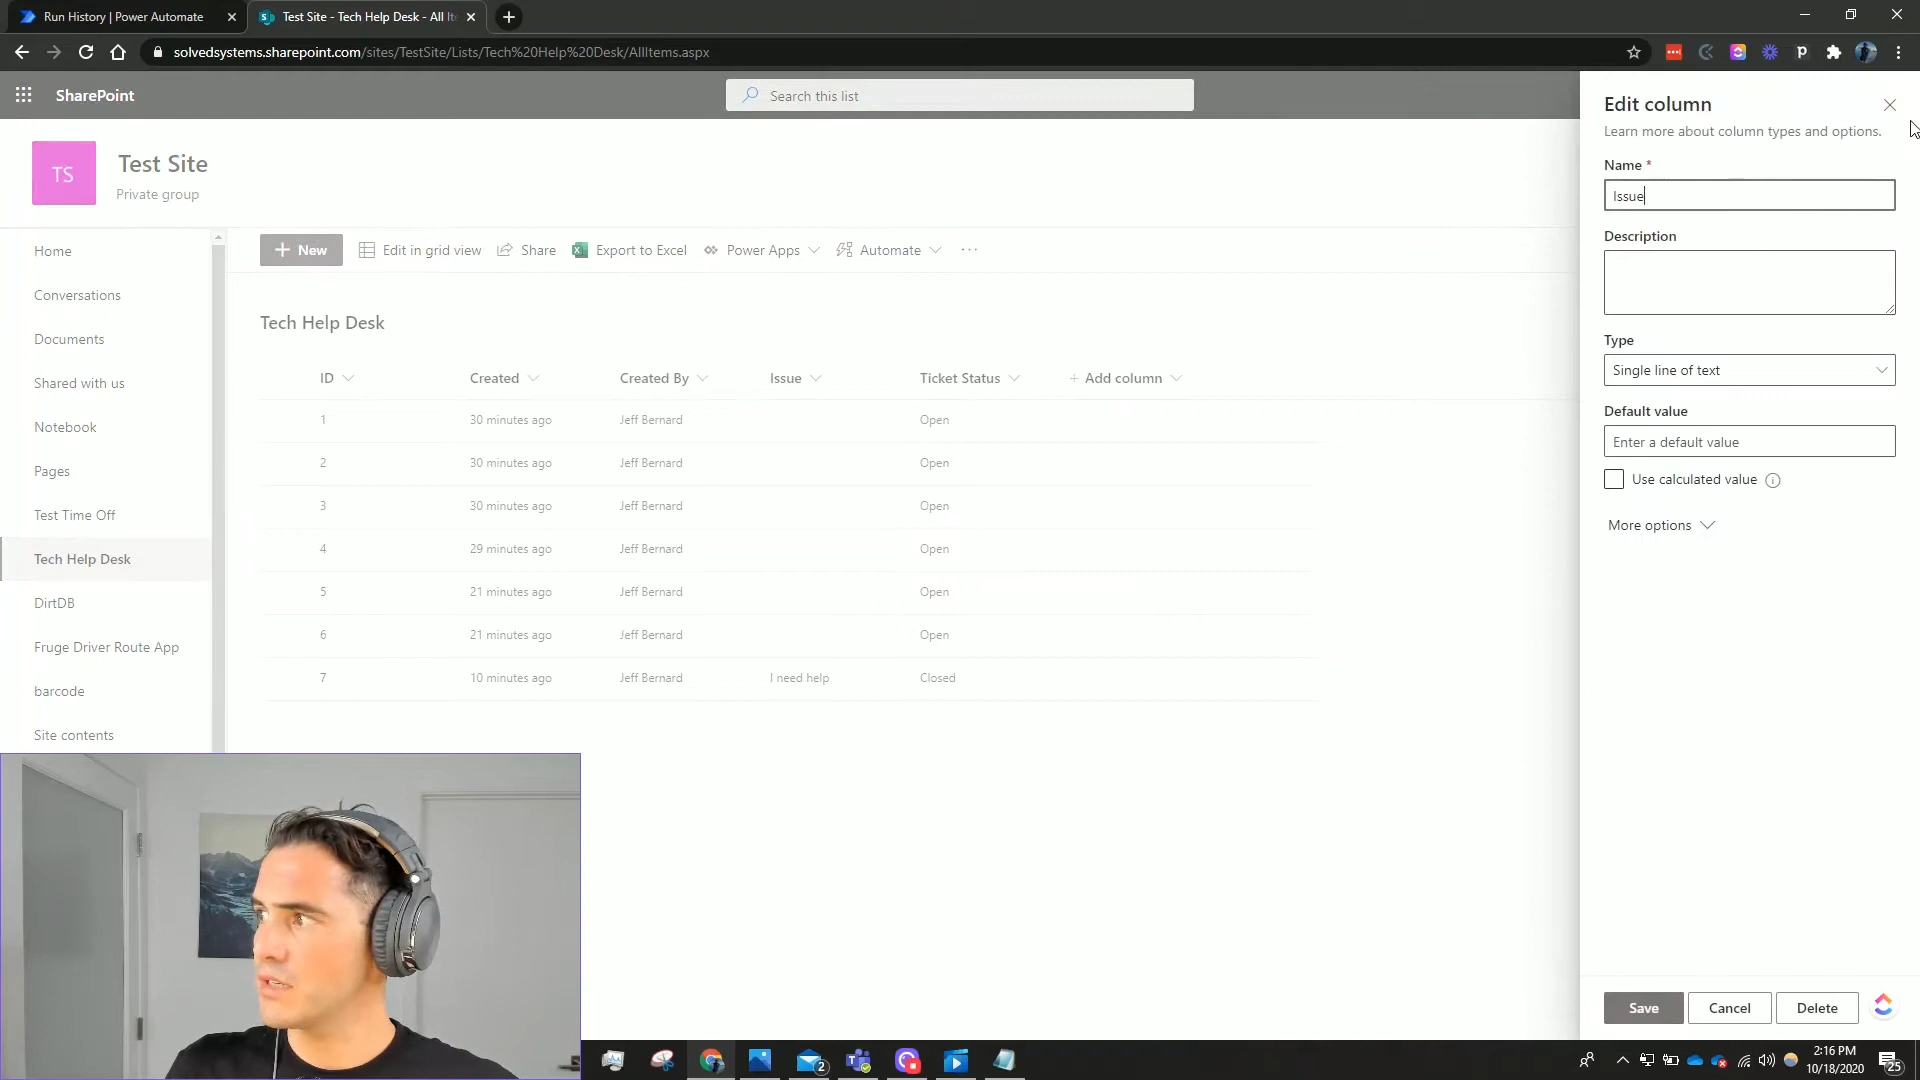 Run History | Power Automate
Test Site - Tech Help Desk - All It
solvedsystems.sharepoint.com/sites/TestSite/Lists/Tech%20Help%20Desk/AllItems.aspx
SharePoint
Search this list
TS
Test Site
Private group
Home
Conversations
Documents
Shared with us
Notebook
Pages
Test Time Off
Tech Help Desk
DirtDB
Fruge Driver Route App
barcode
Site contents
+ New
Edit in grid view
Share
Export to Excel
Power Apps
Automate
...
Tech Help Desk
ID Created Created By Issue Ticket Status + Add column
1 30 minutes ago Jeff Bernard Open
2 30 minutes ago Jeff Bernard Open
3 30 minutes ago Jeff Bernard Open
4 29 minutes ago Jeff Bernard Open
5 21 minutes ago Jeff Bernard Open
6 21 minutes ago Jeff Bernard Open
7 10 minutes ago Jeff Bernard I need help Closed
Edit column
Learn more about column types and options.
Name *
Issue
Description
Type
Single line of text
Default value
Enter a default value
Use calculated value
More options
Save
Cancel
Delete
2
2:16 PM
10/18/2020
25